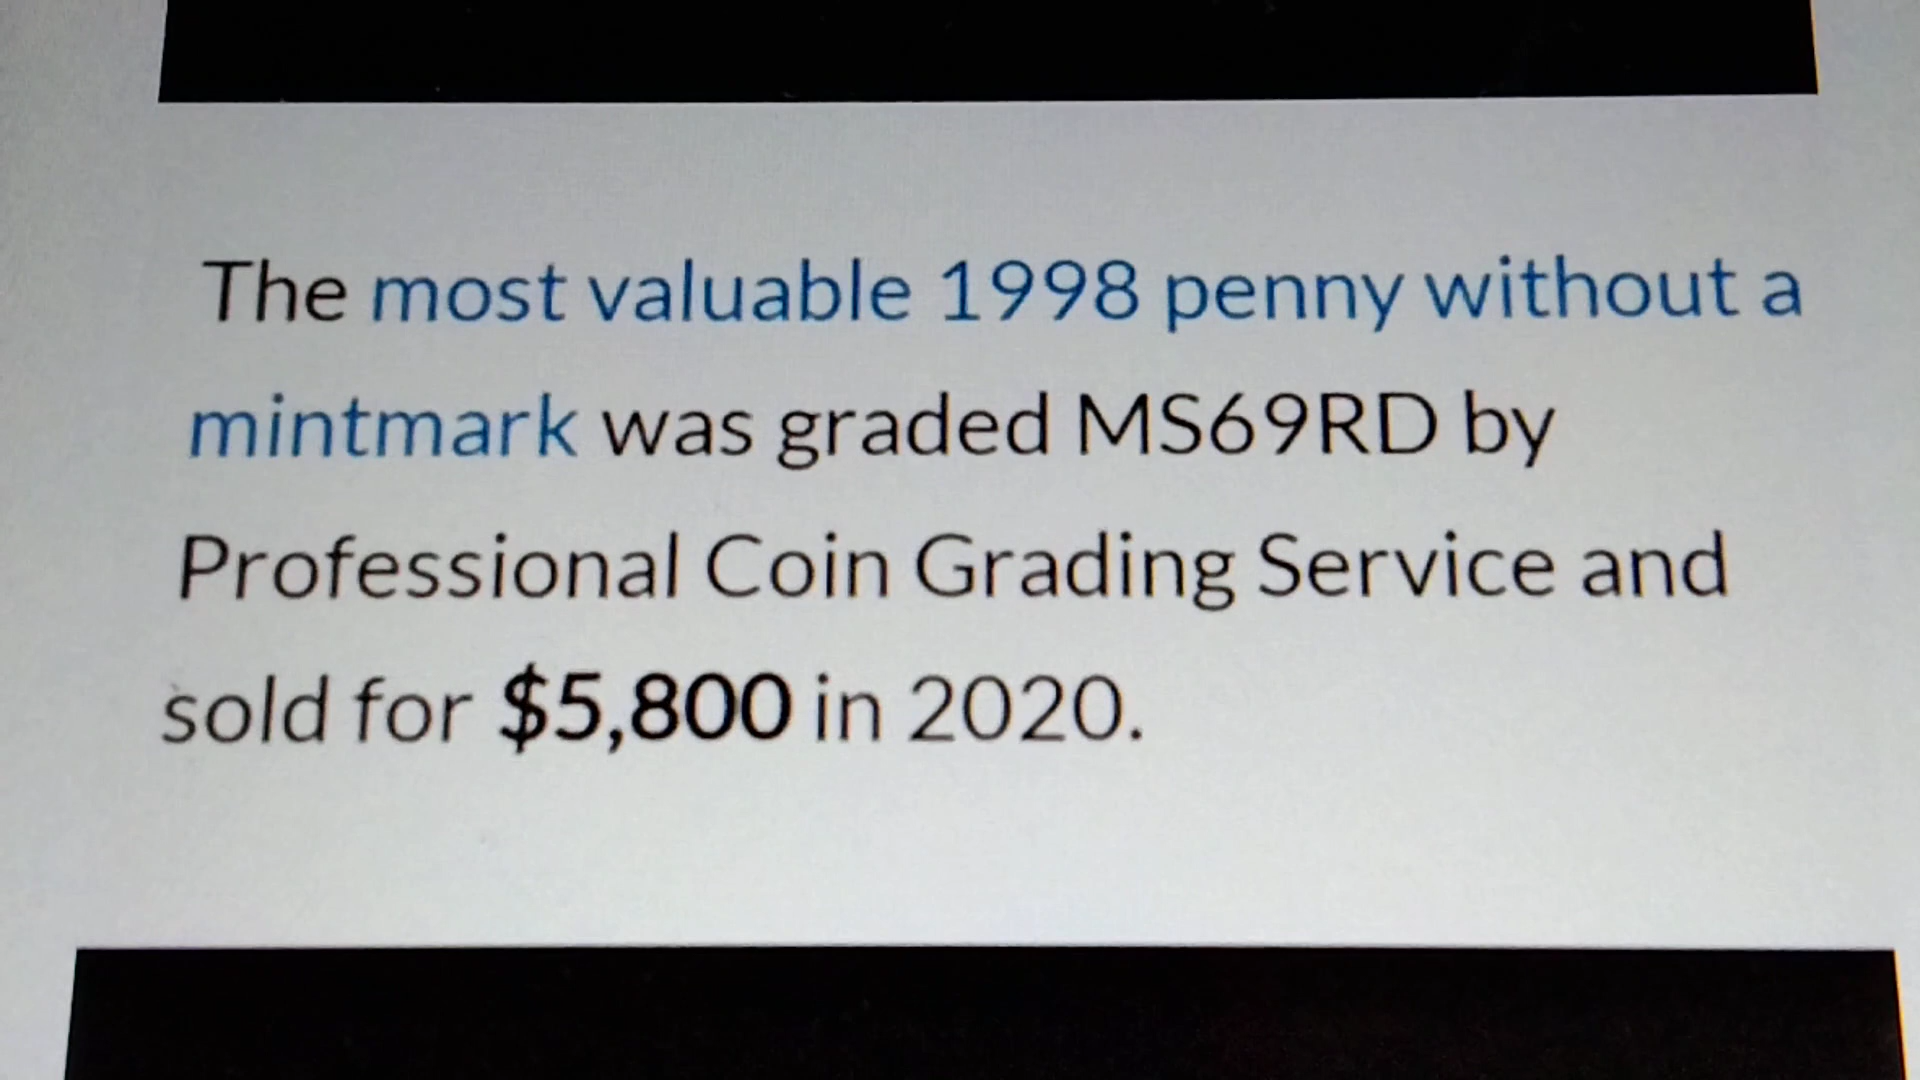 The most valuable 1998 penny without a
mintmark was graded MS69RD by
Professional Coin Grading Service and
sold for $5,800 in 2020.